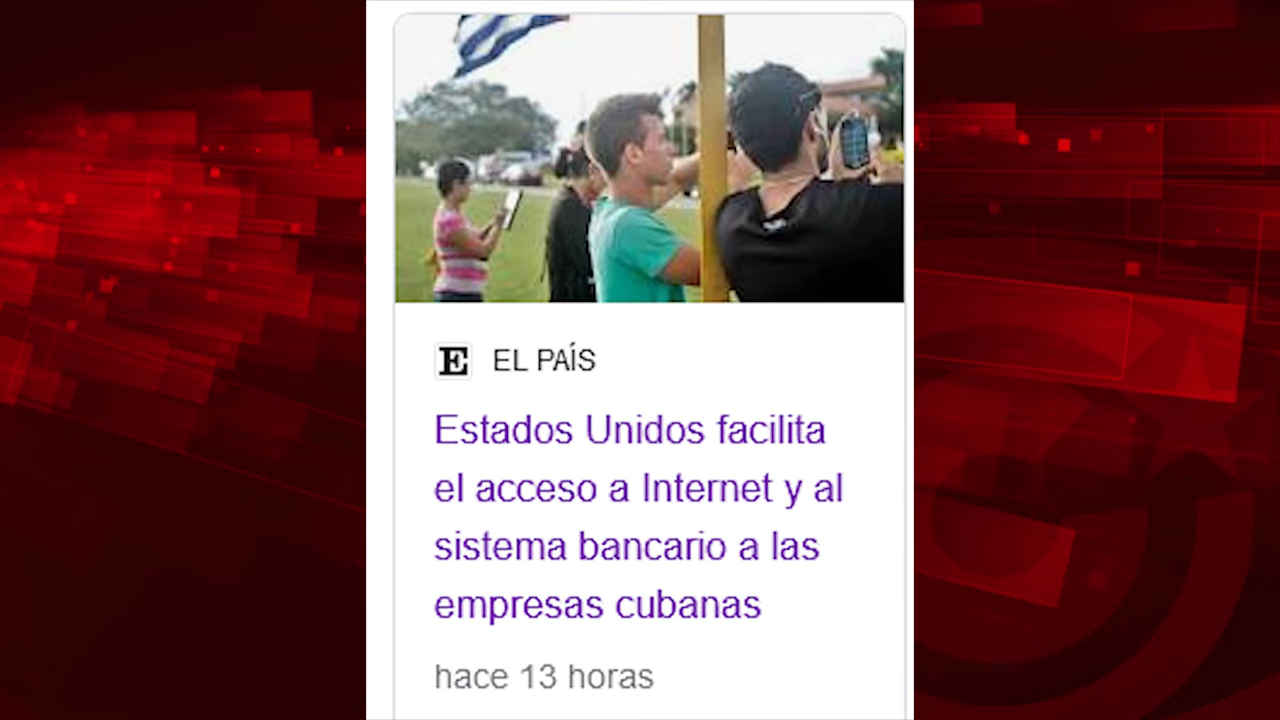 E EL PAÍS
Estados Unidos facilita
el acceso a Internet y al
sistema bancario a las
empresas cubanas
hace 13 horas